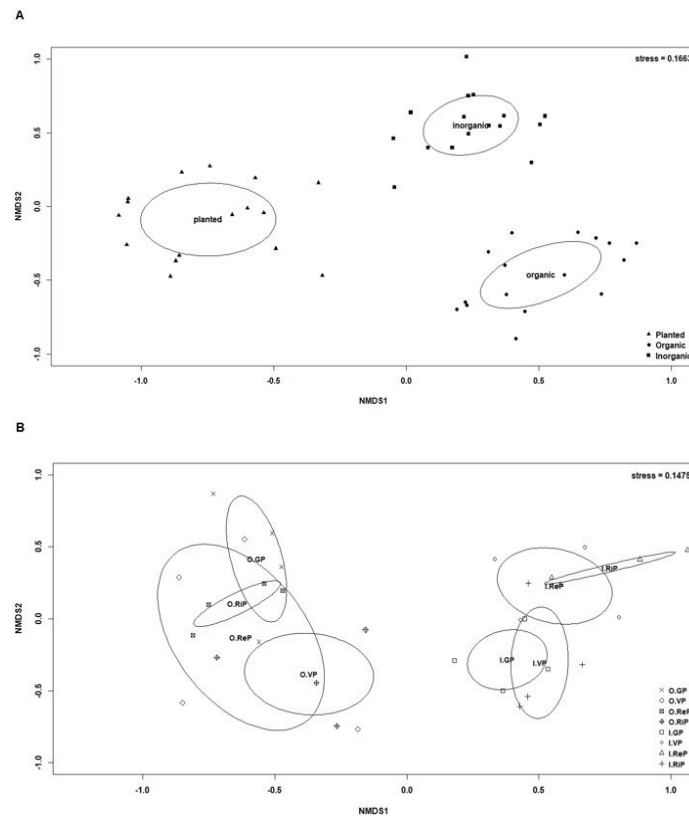 A
stress = 0.1663
inorganic
planted
organic
Planted
Organic
Inorganic
NMDS2
1.0
0.5
0.0
-0.5
-1.0
-1.0
-0.5
0.0
0.5
1.0
NMDS1
B
stress = 0.1475
O.GP
O.RiP
O.ReP
O.VP
I.RiP
I.ReP
I.GP
I.VP
O.GP
O.VP
O.ReP
O.RiP
I.GP
I.VP
I.ReP
I.RiP
NMDS2
1.0
0.5
0.0
-0.5
-1.0
-1.0
-0.5
0.0
0.5
1.0
NMDS1